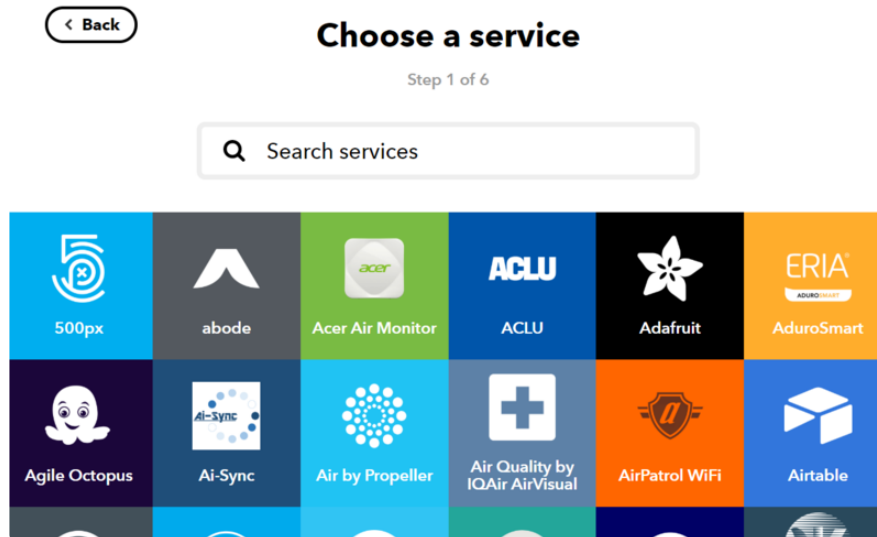 Back
Choose a service
Step 1 of 6
Search services
acer
ACLU
ERIA
ADUROSMART
500px
abode
Acer Air Monitor
ACLU
Adafruit
AduroSmart
Ai-Sync
a
Agile Octopus
Ai-Sync
Air by Propeller
Air Quality by
IQAir AirVisual
AirPatrol WiFi
Airtable